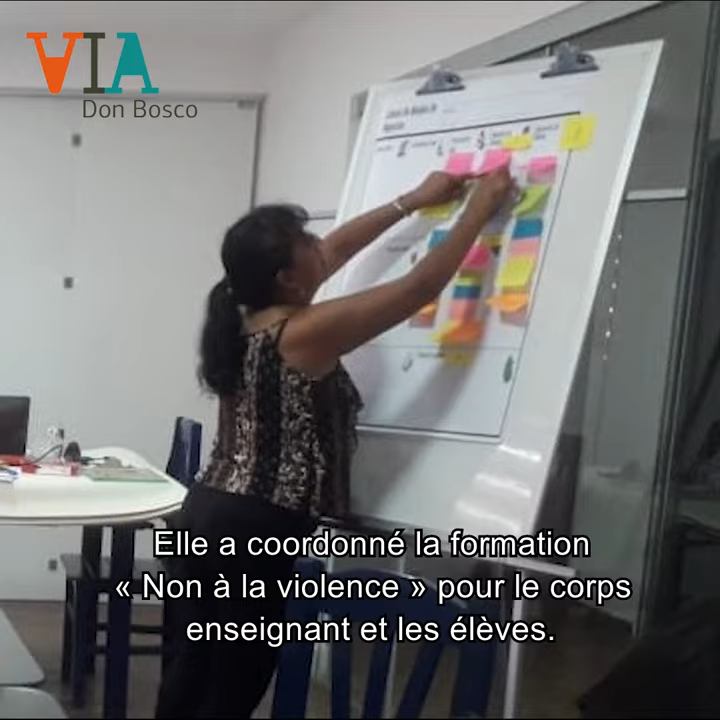 VIA
Don Bosco
Elle a coordonné la formation
« Non à la violence » pour le corps
enseignant et les élèves.